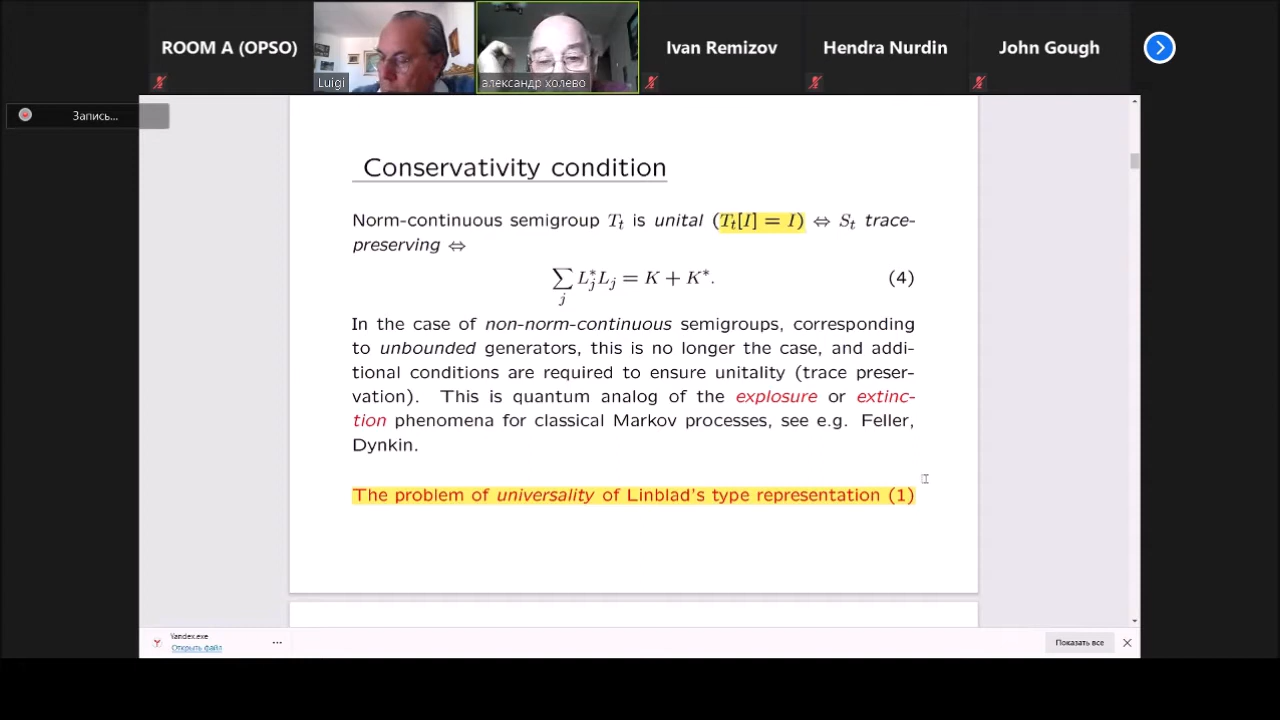 ROOM A (OPSO)
Luigi
александр холево
Ivan Remizov
Hendra Nurdin
John Gough
Запись...
Conservativity condition
Norm-continuous semigroup T_t is unital (T_t[I] = I) ⇔ S_t trace-
preserving ⇔
∑_j L_j^* L_j = K + K^*. (4)
In the case of non-norm-continuous semigroups, corresponding
to unbounded generators, this is no longer the case, and addi-
tional conditions are required to ensure unitality (trace preser-
vation). This is quantum analog of the explosure or extinc-
tion phenomena for classical Markov processes, see e.g. Feller,
Dynkin.
The problem of universality of Linblad's type representation (1)
Yandex.exe
Открыть файл
...
Показать все